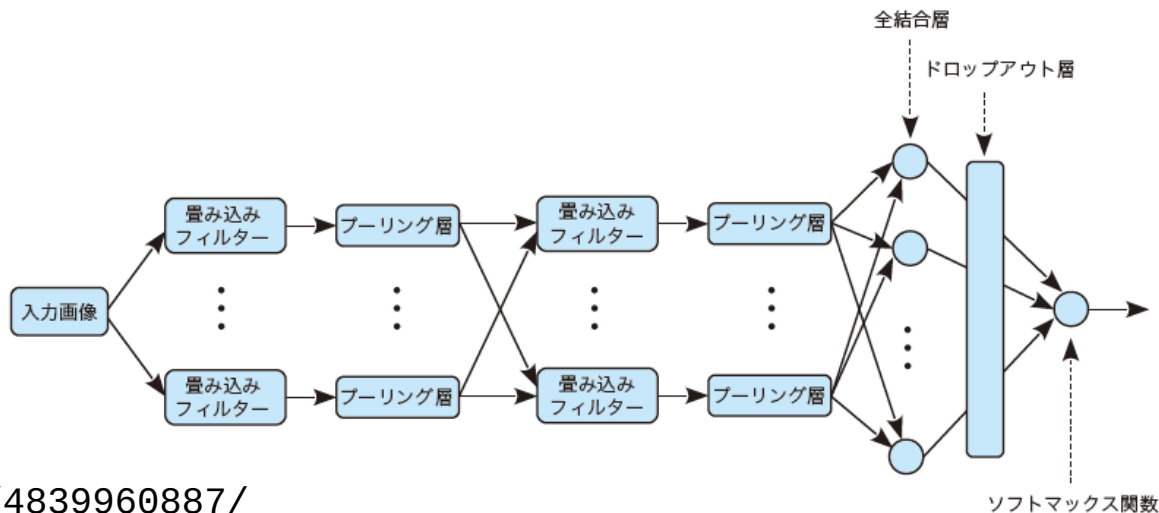 全結合層
ドロップアウト層
畳み込み
フィルター
プーリング層
畳み込み
フィルター
プーリング層
入力画像
畳み込み
フィルター
プーリング層
畳み込み
フィルター
プーリング層
/4839960887/
ソフトマックス関数